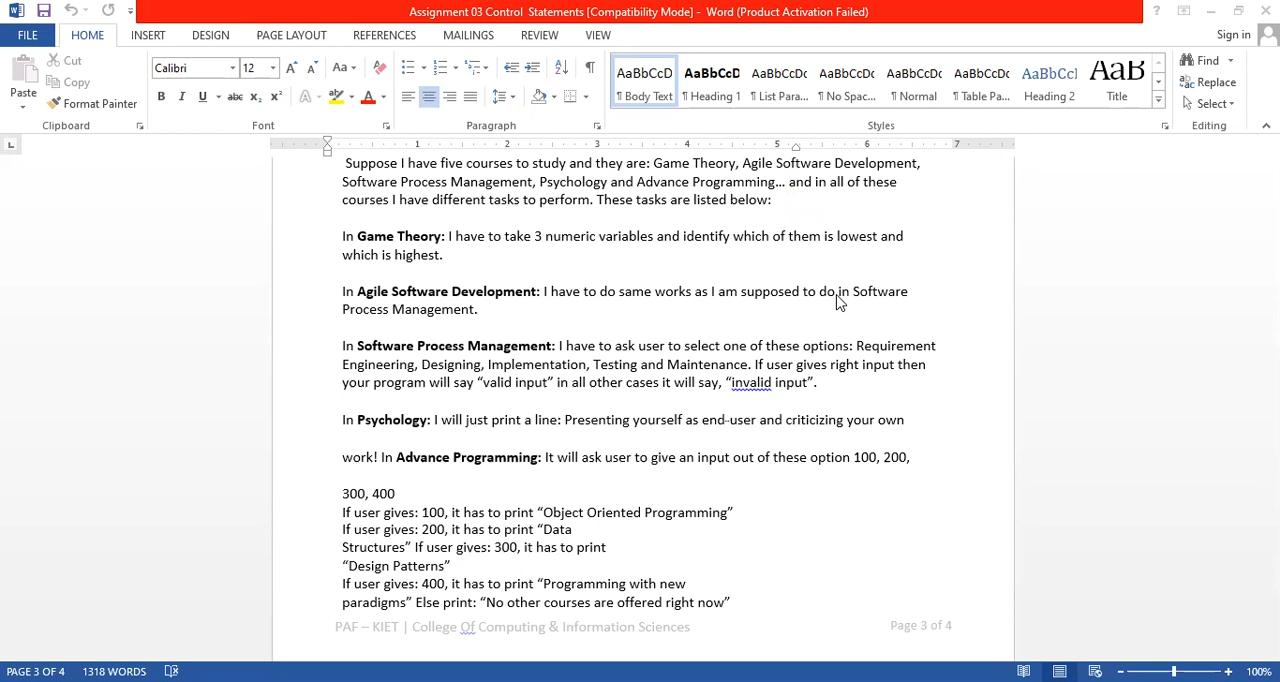 Assignment 03 Control  Statements [Compatibility Mode] -  Word (Product Activation Failed)
FILE HOME INSERT DESIGN PAGE LAYOUT REFERENCES MAILINGS REVIEW VIEW Sign in
Cut
Copy
Format Painter
Paste
Clipboard
Calibri 12
Font
Paragraph
AaBbCcD AaBbCcD AaBbCcDc AaBbCcDc AaBbCcDc AaBbCcDc AaBbCcI AaBb
¶ Body Text ¶ Heading 1 ¶ List Para... ¶ No Spac... ¶ Normal ¶ Table Pa... Heading 2 Title
Styles
Find
Replace
Select
Editing
1 2 3 4 5 6 7
Suppose I have five courses to study and they are: Game Theory, Agile Software Development,
Software Process Management, Psychology and Advance Programming… and in all of these
courses I have different tasks to perform. These tasks are listed below:
In Game Theory: I have to take 3 numeric variables and identify which of them is lowest and
which is highest.
In Agile Software Development: I have to do same works as I am supposed to do in Software
Process Management.
In Software Process Management: I have to ask user to select one of these options: Requirement
Engineering, Designing, Implementation, Testing and Maintenance. If user gives right input then
your program will say “valid input” in all other cases it will say, “invalid input”.
In Psychology: I will just print a line: Presenting yourself as end-user and criticizing your own
work! In Advance Programming: It will ask user to give an input out of these option 100, 200,
300, 400
If user gives: 100, it has to print “Object Oriented Programming”
If user gives: 200, it has to print “Data
Structures” If user gives: 300, it has to print
“Design Patterns”
If user gives: 400, it has to print “Programming with new
paradigms” Else print: “No other courses are offered right now”
PAF – KIET | College Of Computing & Information Sciences Page 3 of 4
PAGE 3 OF 4 1318 WORDS 100%